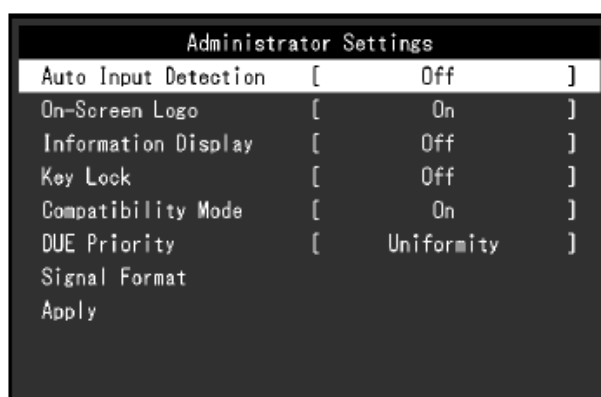 Administrator Settings
Auto Input Detection [ Off ]
On-Screen Logo [ On ]
Information Display [ Off ]
Key Lock [ Off ]
Compatibility Mode [ On ]
DUE Priority [ Uniformity ]
Signal Format
Apply